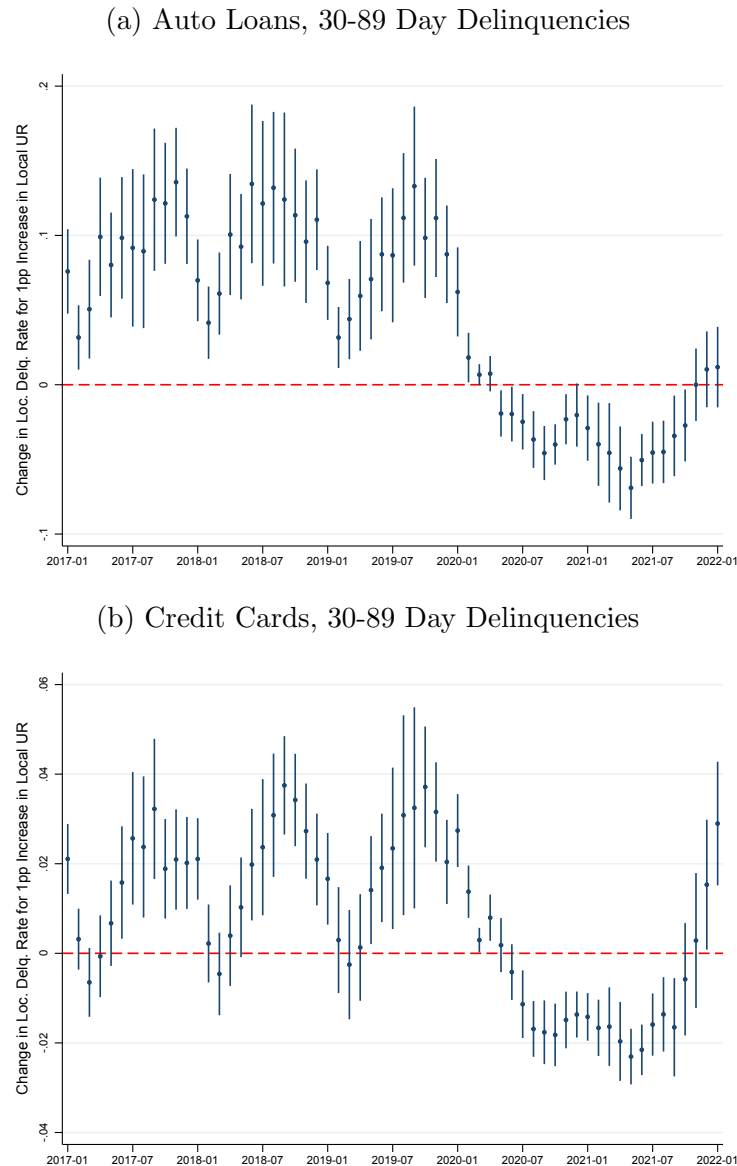 (a) Auto Loans, 30-89 Day Delinquencies
Change in Loc. Delq. Rate for 1pp Increase in Local UR
.2
.1
0
-.1
2017-01 2017-07 2018-01 2018-07 2019-01 2019-07 2020-01 2020-07 2021-01 2021-07 2022-01
(b) Credit Cards, 30-89 Day Delinquencies
Change in Loc. Delq. Rate for 1pp Increase in Local UR
.06
.04
.02
0
-.02
-.04
2017-01 2017-07 2018-01 2018-07 2019-01 2019-07 2020-01 2020-07 2021-01 2021-07 2022-01